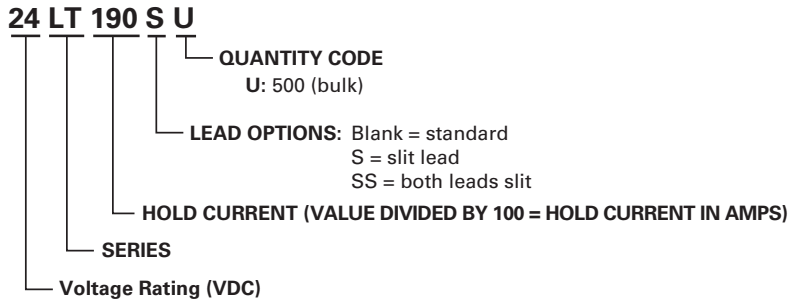 24 LT 190 S U
QUANTITY CODE
U: 500 (bulk)
LEAD OPTIONS: Blank = standard
S = slit lead
SS = both leads slit
HOLD CURRENT (VALUE DIVIDED BY 100 = HOLD CURRENT IN AMPS)
SERIES
Voltage Rating (VDC)